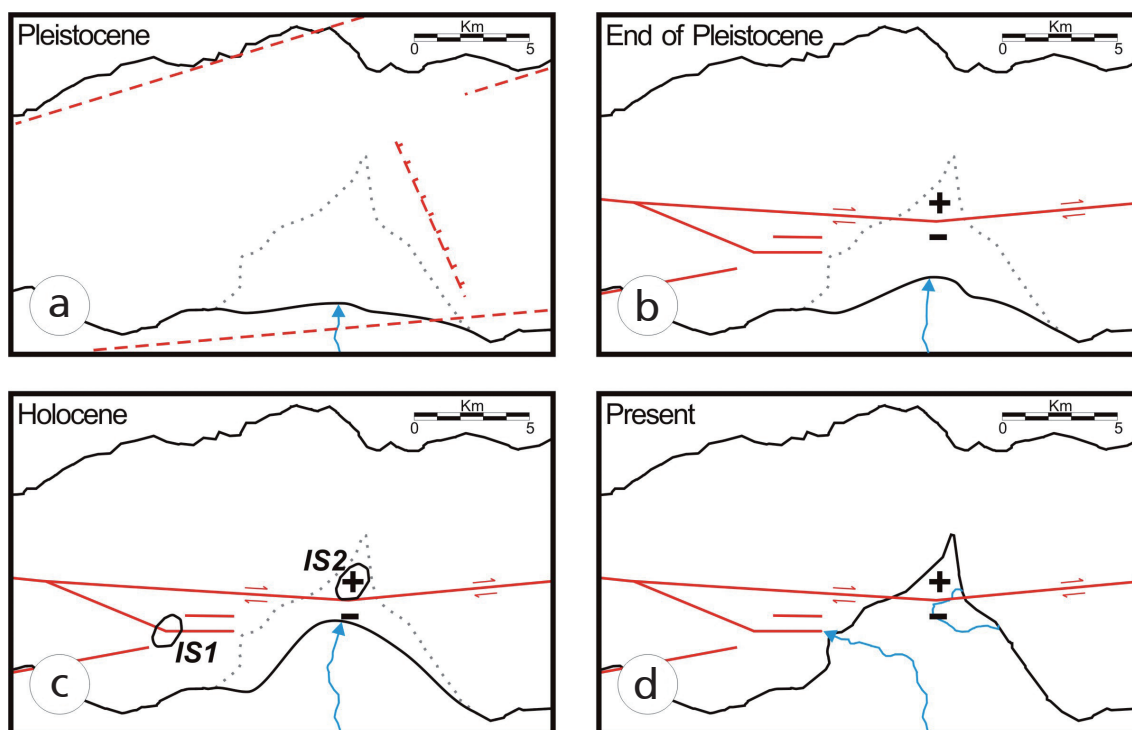 Pleistocene
Km
0 5
a
End of Pleistocene
Km
0 5
+
-
b
Holocene
Km
0 5
IS2
+
-
IS1
c
Present
Km
0 5
+
-
d